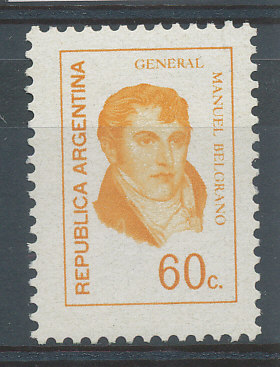 GENERAL
MANUEL BELGRANO
REPUBLICA ARGENTINA
60c.